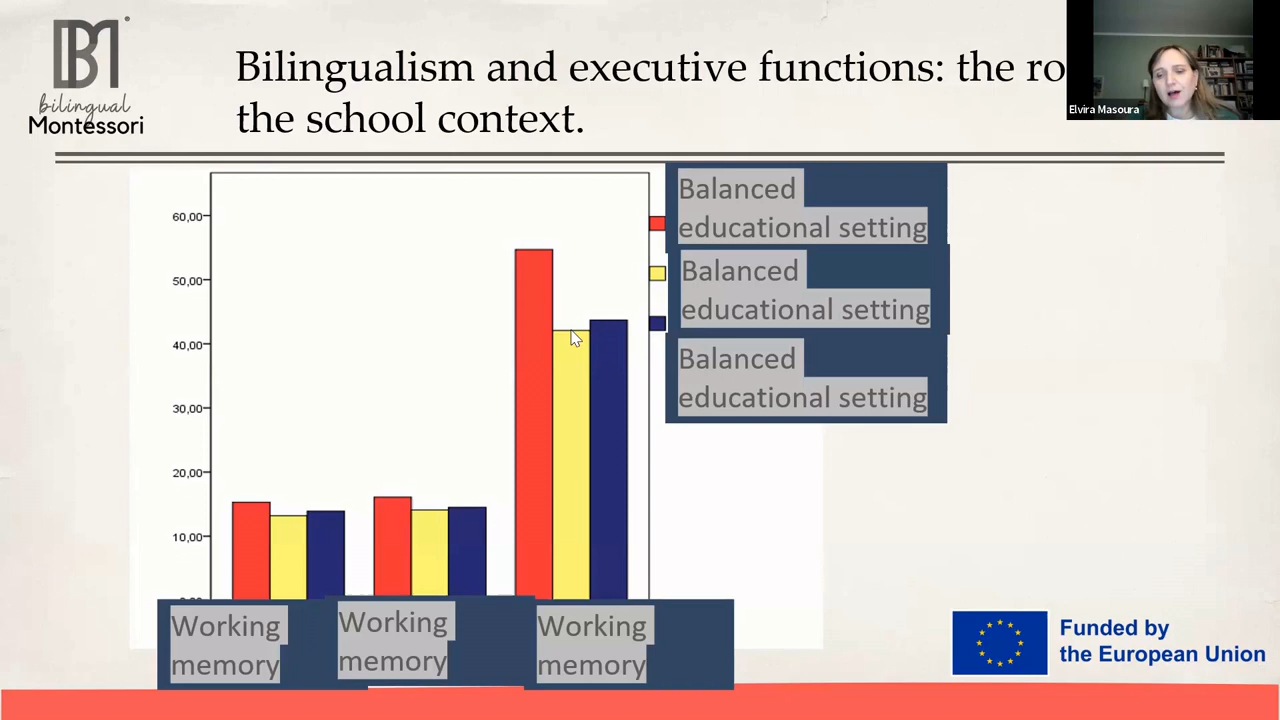 BM
bilingual
Montessori
Bilingualism and executive functions: the ro
the school context.
Elvira Masoura
60,00
50,00
40,00
30,00
20,00
10,00
Balanced
educational setting
Balanced
educational setting
Balanced
educational setting
Working
memory
Working
memory
Working
memory
Funded by
the European Union